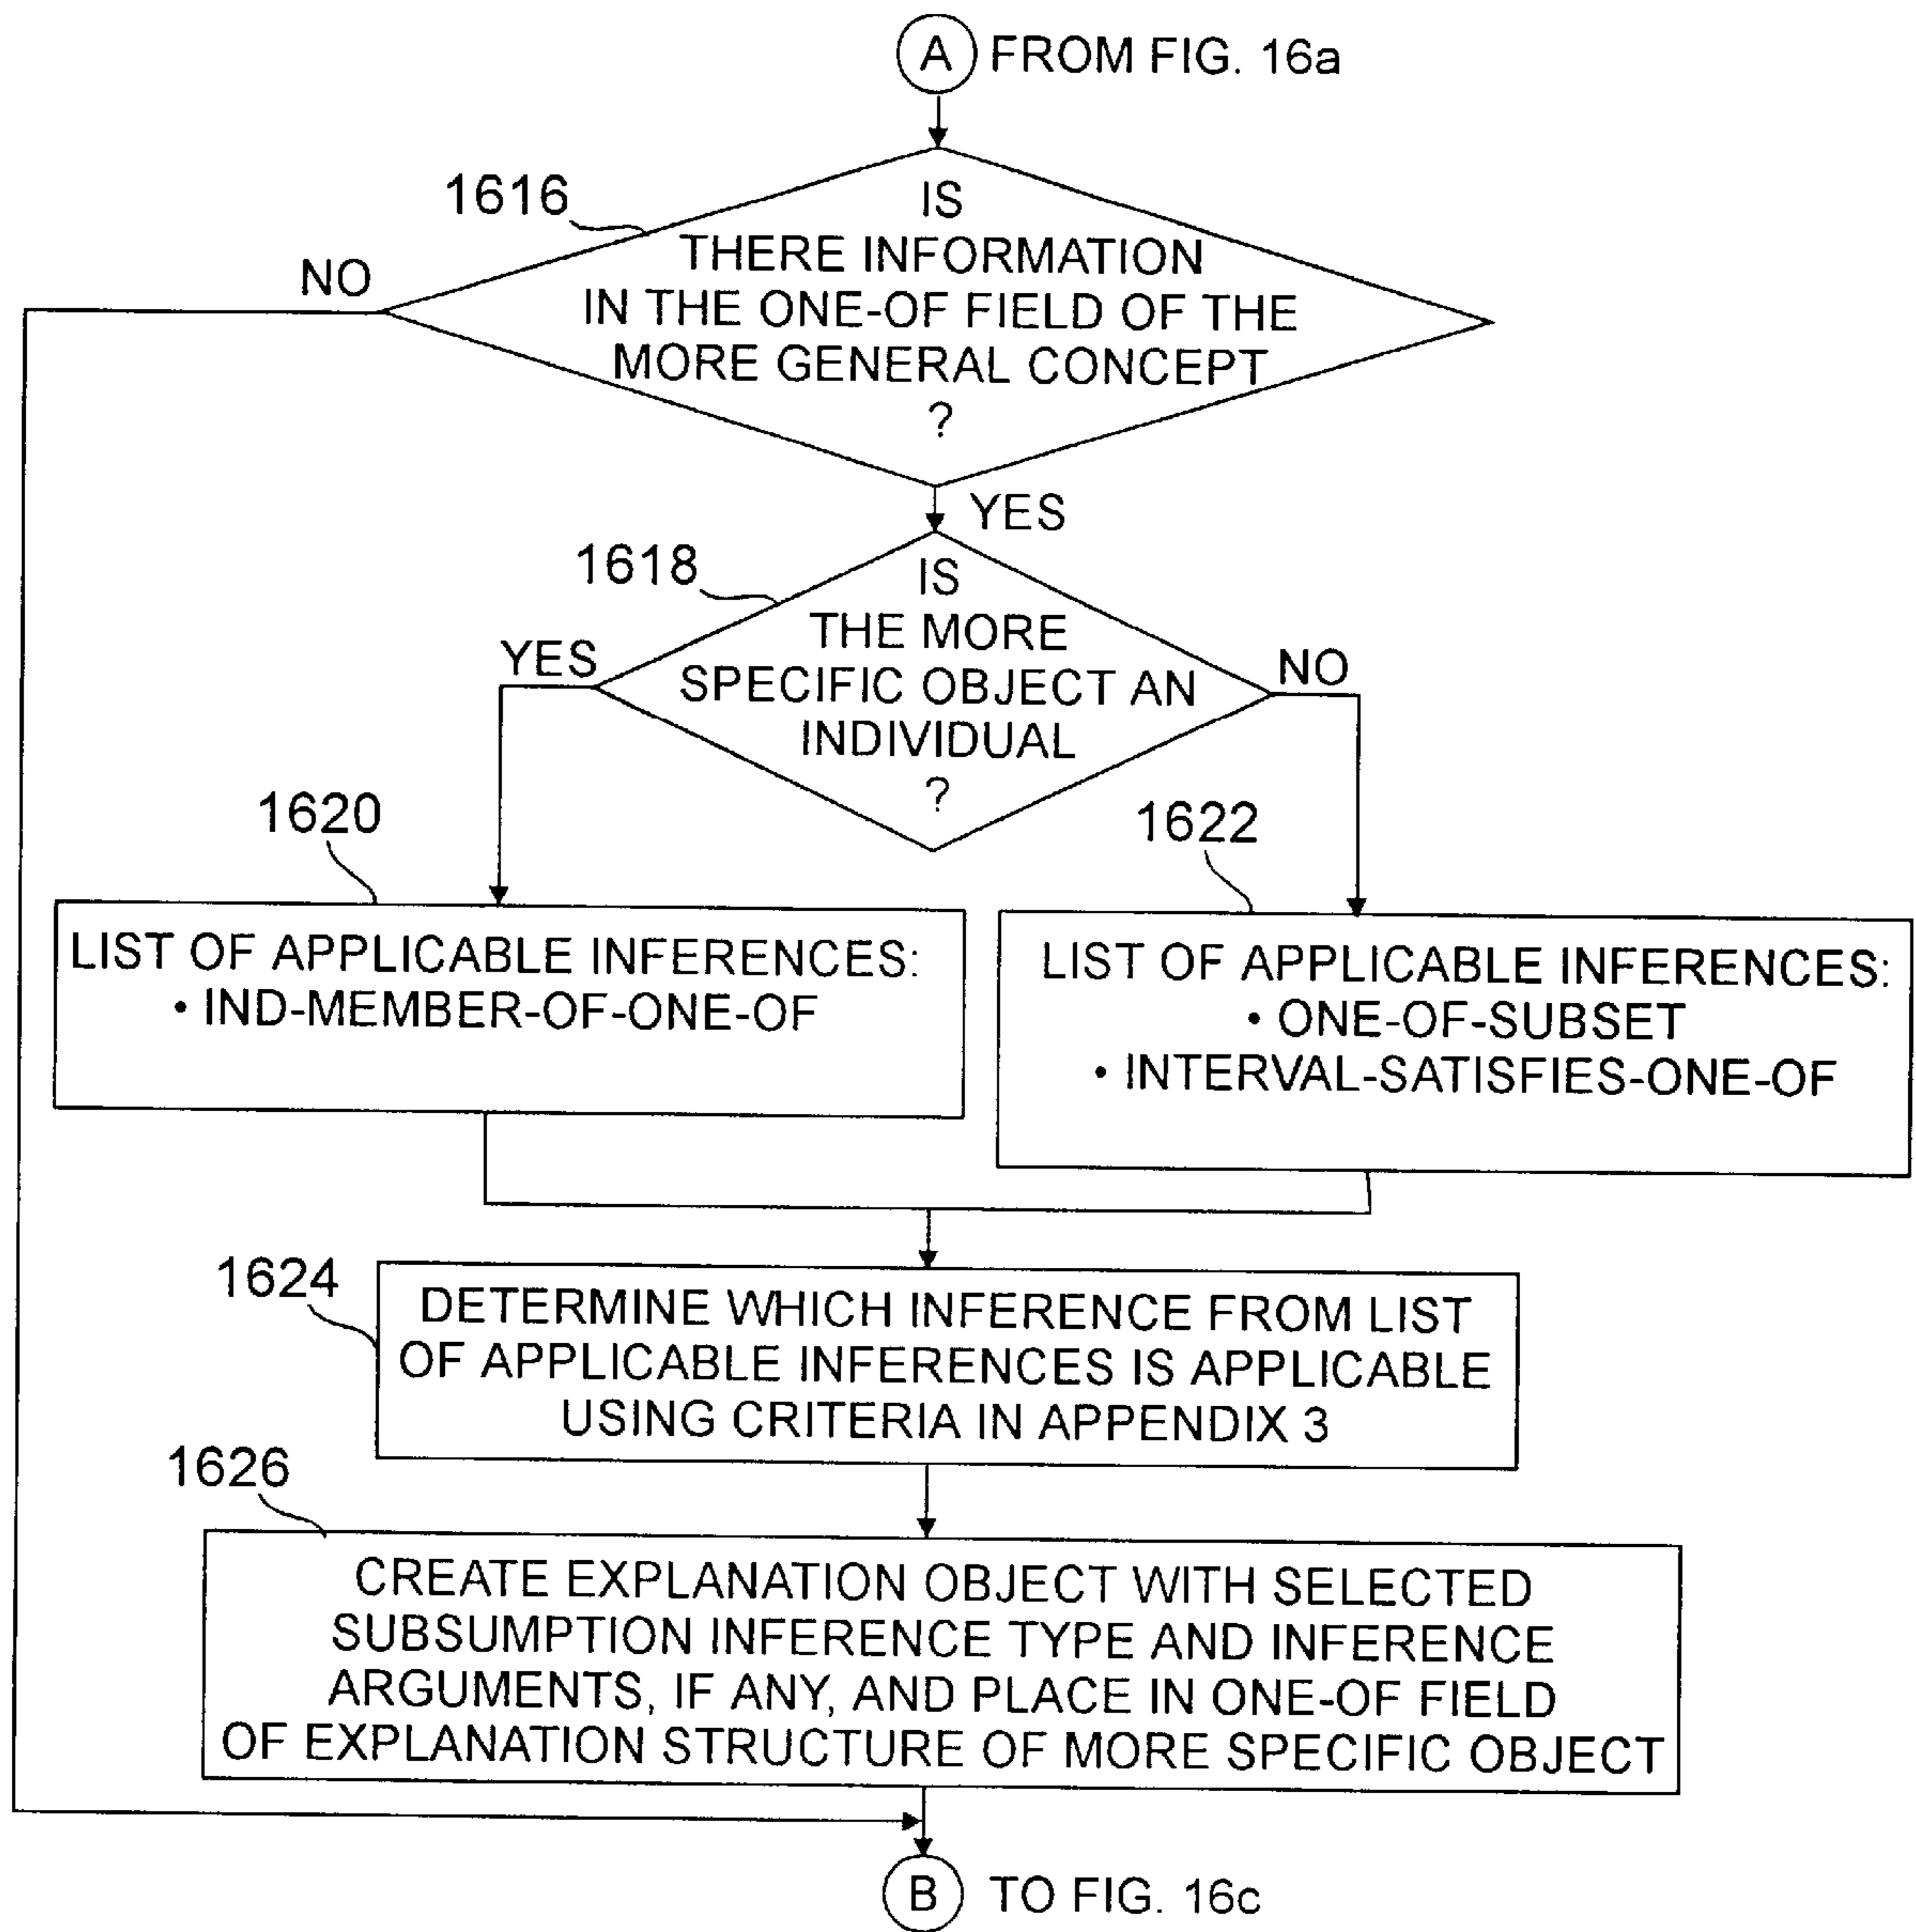 A FROM FIG. 16a
1616
IS
THERE INFORMATION
IN THE ONE-OF FIELD OF THE
MORE GENERAL CONCEPT
?
NO
YES
1618
IS
THE MORE
SPECIFIC OBJECT AN
INDIVIDUAL
?
YES
NO
1620
LIST OF APPLICABLE INFERENCES:
• IND-MEMBER-OF-ONE-OF
1622
LIST OF APPLICABLE INFERENCES:
• ONE-OF-SUBSET
• INTERVAL-SATISFIES-ONE-OF
1624
DETERMINE WHICH INFERENCE FROM LIST
OF APPLICABLE INFERENCES IS APPLICABLE
USING CRITERIA IN APPENDIX 3
1626
CREATE EXPLANATION OBJECT WITH SELECTED
SUBSUMPTION INFERENCE TYPE AND INFERENCE
ARGUMENTS, IF ANY, AND PLACE IN ONE-OF FIELD
OF EXPLANATION STRUCTURE OF MORE SPECIFIC OBJECT
B TO FIG. 16c